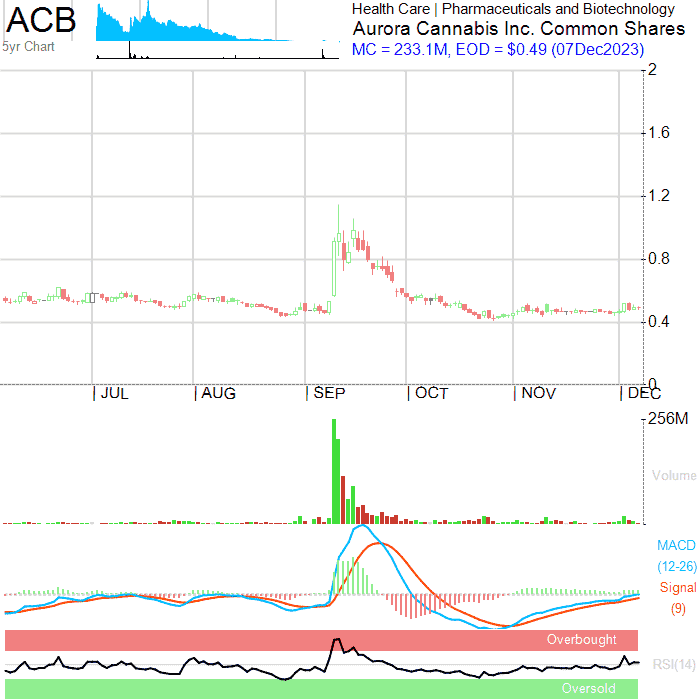 ACB
5yr Chart
Health Care | Pharmaceuticals and Biotechnology
Aurora Cannabis Inc. Common Shares
MC = 233.1M, EOD = $0.49 (07Dec2023)
2
1.6
1.2
0.8
0.4
0
JUL AUG SEP OCT NOV DEC
256M
Volume
MACD
(12-26)
Signal
(9)
Overbought
RSI(14)
Oversold